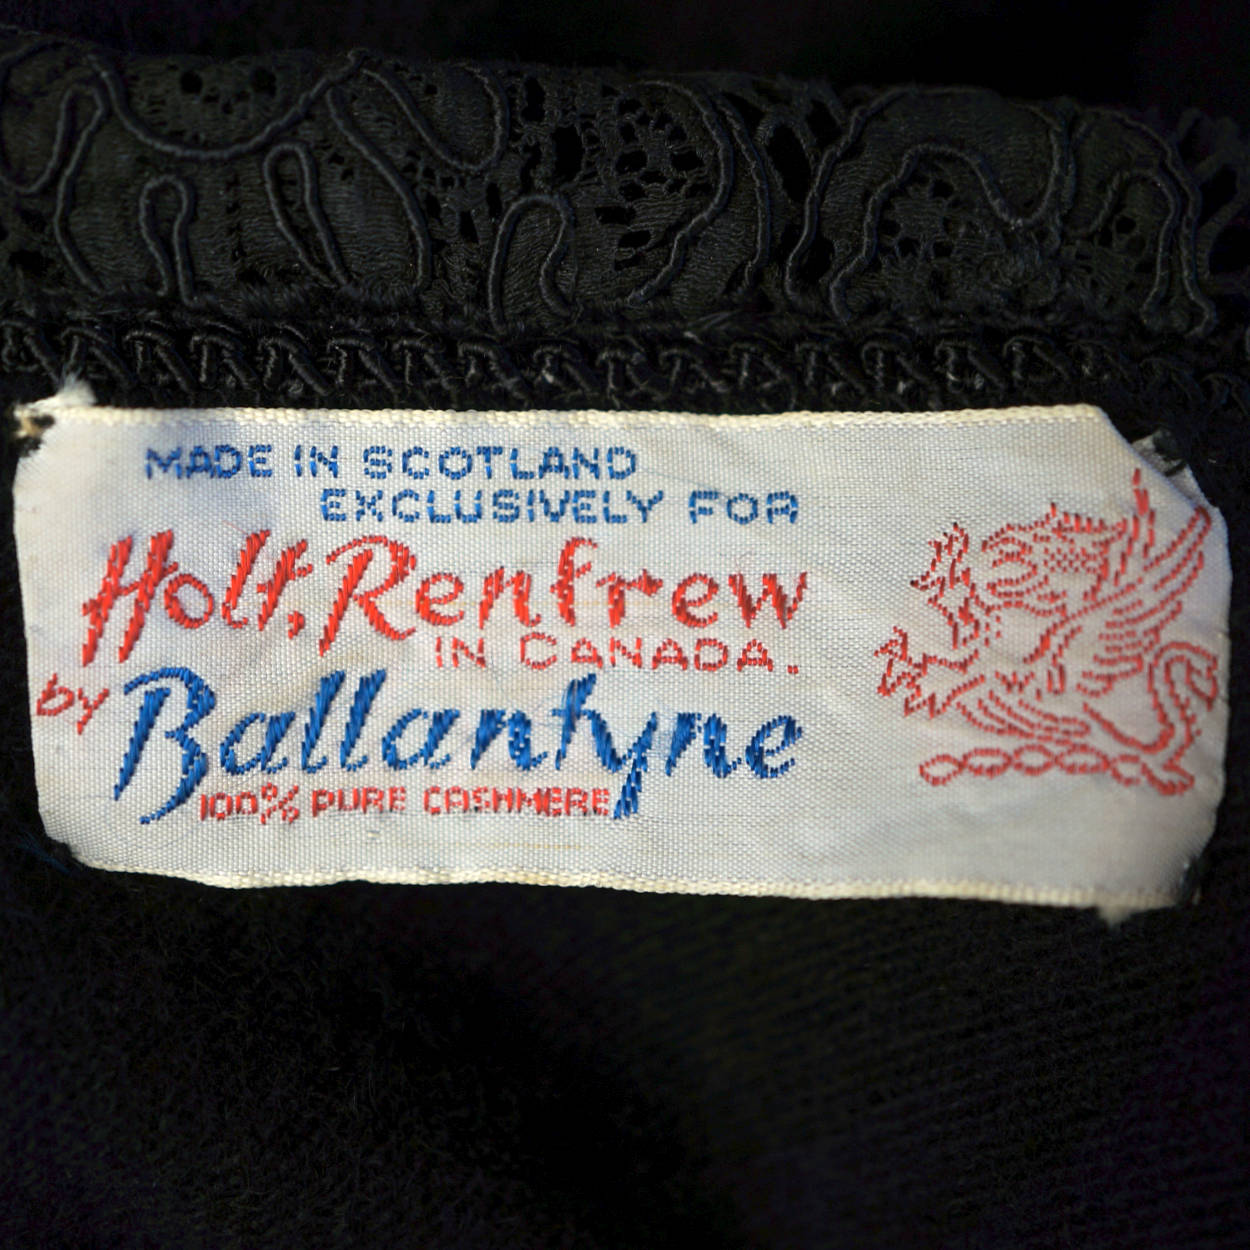 MADE IN SCOTLAND
EXCLUSIVELY FOR
Holt, Renfrew
IN CANADA.
by Ballantyne
100% PURE CASHMERE